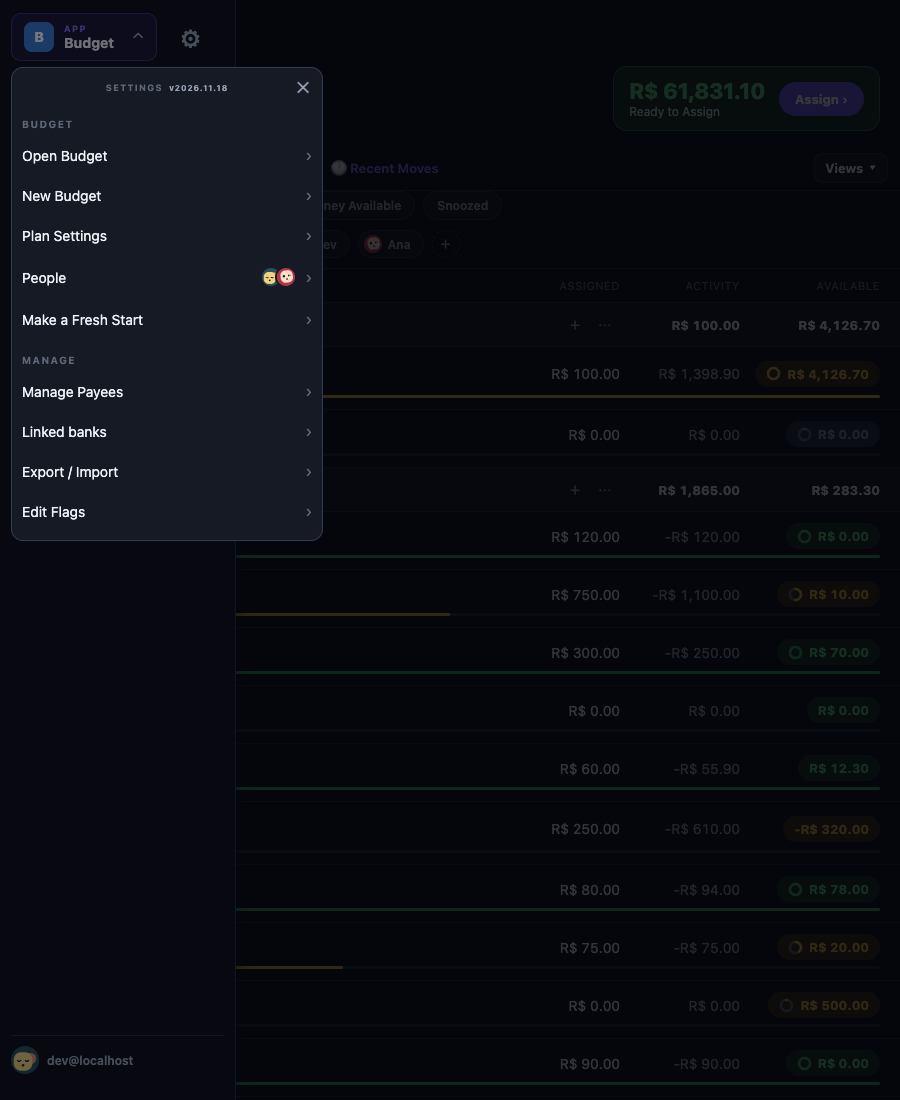 B
APP
Budget
SETTINGS v2026.11.18
BUDGET
Open Budget
New Budget
Plan Settings
People
Make a Fresh Start
MANAGE
Manage Payees
Linked banks
Export / Import
Edit Flags
R$ 61,831.10
Ready to Assign
Assign ›
Recent Moves
Views
ney Available
Snoozed
ev
Ana
+
ASSIGNED ACTIVITY AVAILABLE
+ ... R$ 100.00 R$ 4,126.70
R$ 100.00 R$ 1,398.90 R$ 4,126.70
R$ 0.00 R$ 0.00 R$ 0.00
+ ... R$ 1,865.00 R$ 283.30
R$ 120.00 -R$ 120.00 R$ 0.00
R$ 750.00 -R$ 1,100.00 R$ 10.00
R$ 300.00 -R$ 250.00 R$ 70.00
R$ 0.00 R$ 0.00 R$ 0.00
R$ 60.00 -R$ 55.90 R$ 12.30
R$ 250.00 -R$ 610.00 -R$ 320.00
R$ 80.00 -R$ 94.00 R$ 78.00
R$ 75.00 -R$ 75.00 R$ 20.00
R$ 0.00 R$ 0.00 R$ 500.00
R$ 90.00 -R$ 90.00 R$ 0.00
dev@localhost